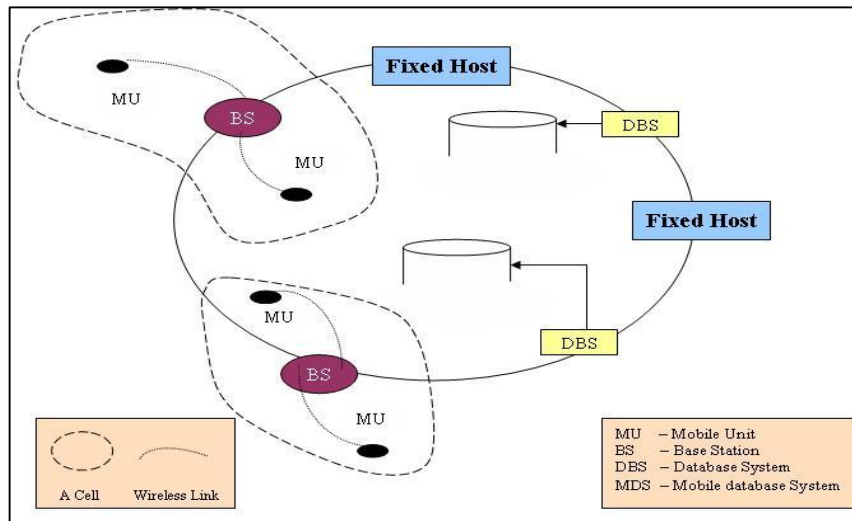 Fixed Host
MU
BS
DBS
MU
Fixed Host
MU
DBS
BS
MU
A Cell
Wireless Link
MU – Mobile Unit
BS – Base Station
DBS – Database System
MDS – Mobile database System